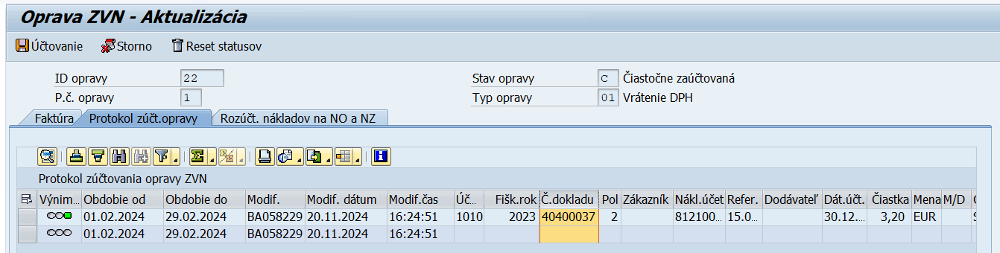 Oprava ZVN - Aktualizácia
Účtovanie Storno Reset statusov
ID opravy 22 Stav opravy C Čiastočne zaúčtovaná
P.č. opravy 1 Typ opravy 01 Vrátenie DPH
Faktúra Protokol zúčt.opravy Rozúčt. nákladov na NO a NZ
Protokol zúčtovania opravy ZVN
Výnim... Obdobie od Obdobie do Modif. Modif. dátum Modif.čas Úč... Fišk.rok Č.dokladu Pol Zákazník Nákl.účet Refer. Dodávateľ Dát.účt. Čiastka Mena M/D
01.02.2024 29.02.2024 BA058229 20.11.2024 16:24:51 1010 2023 40400037 2 812100... 15.0... 30.12.... 3,20 EUR
01.02.2024 29.02.2024 BA058229 20.11.2024 16:24:51